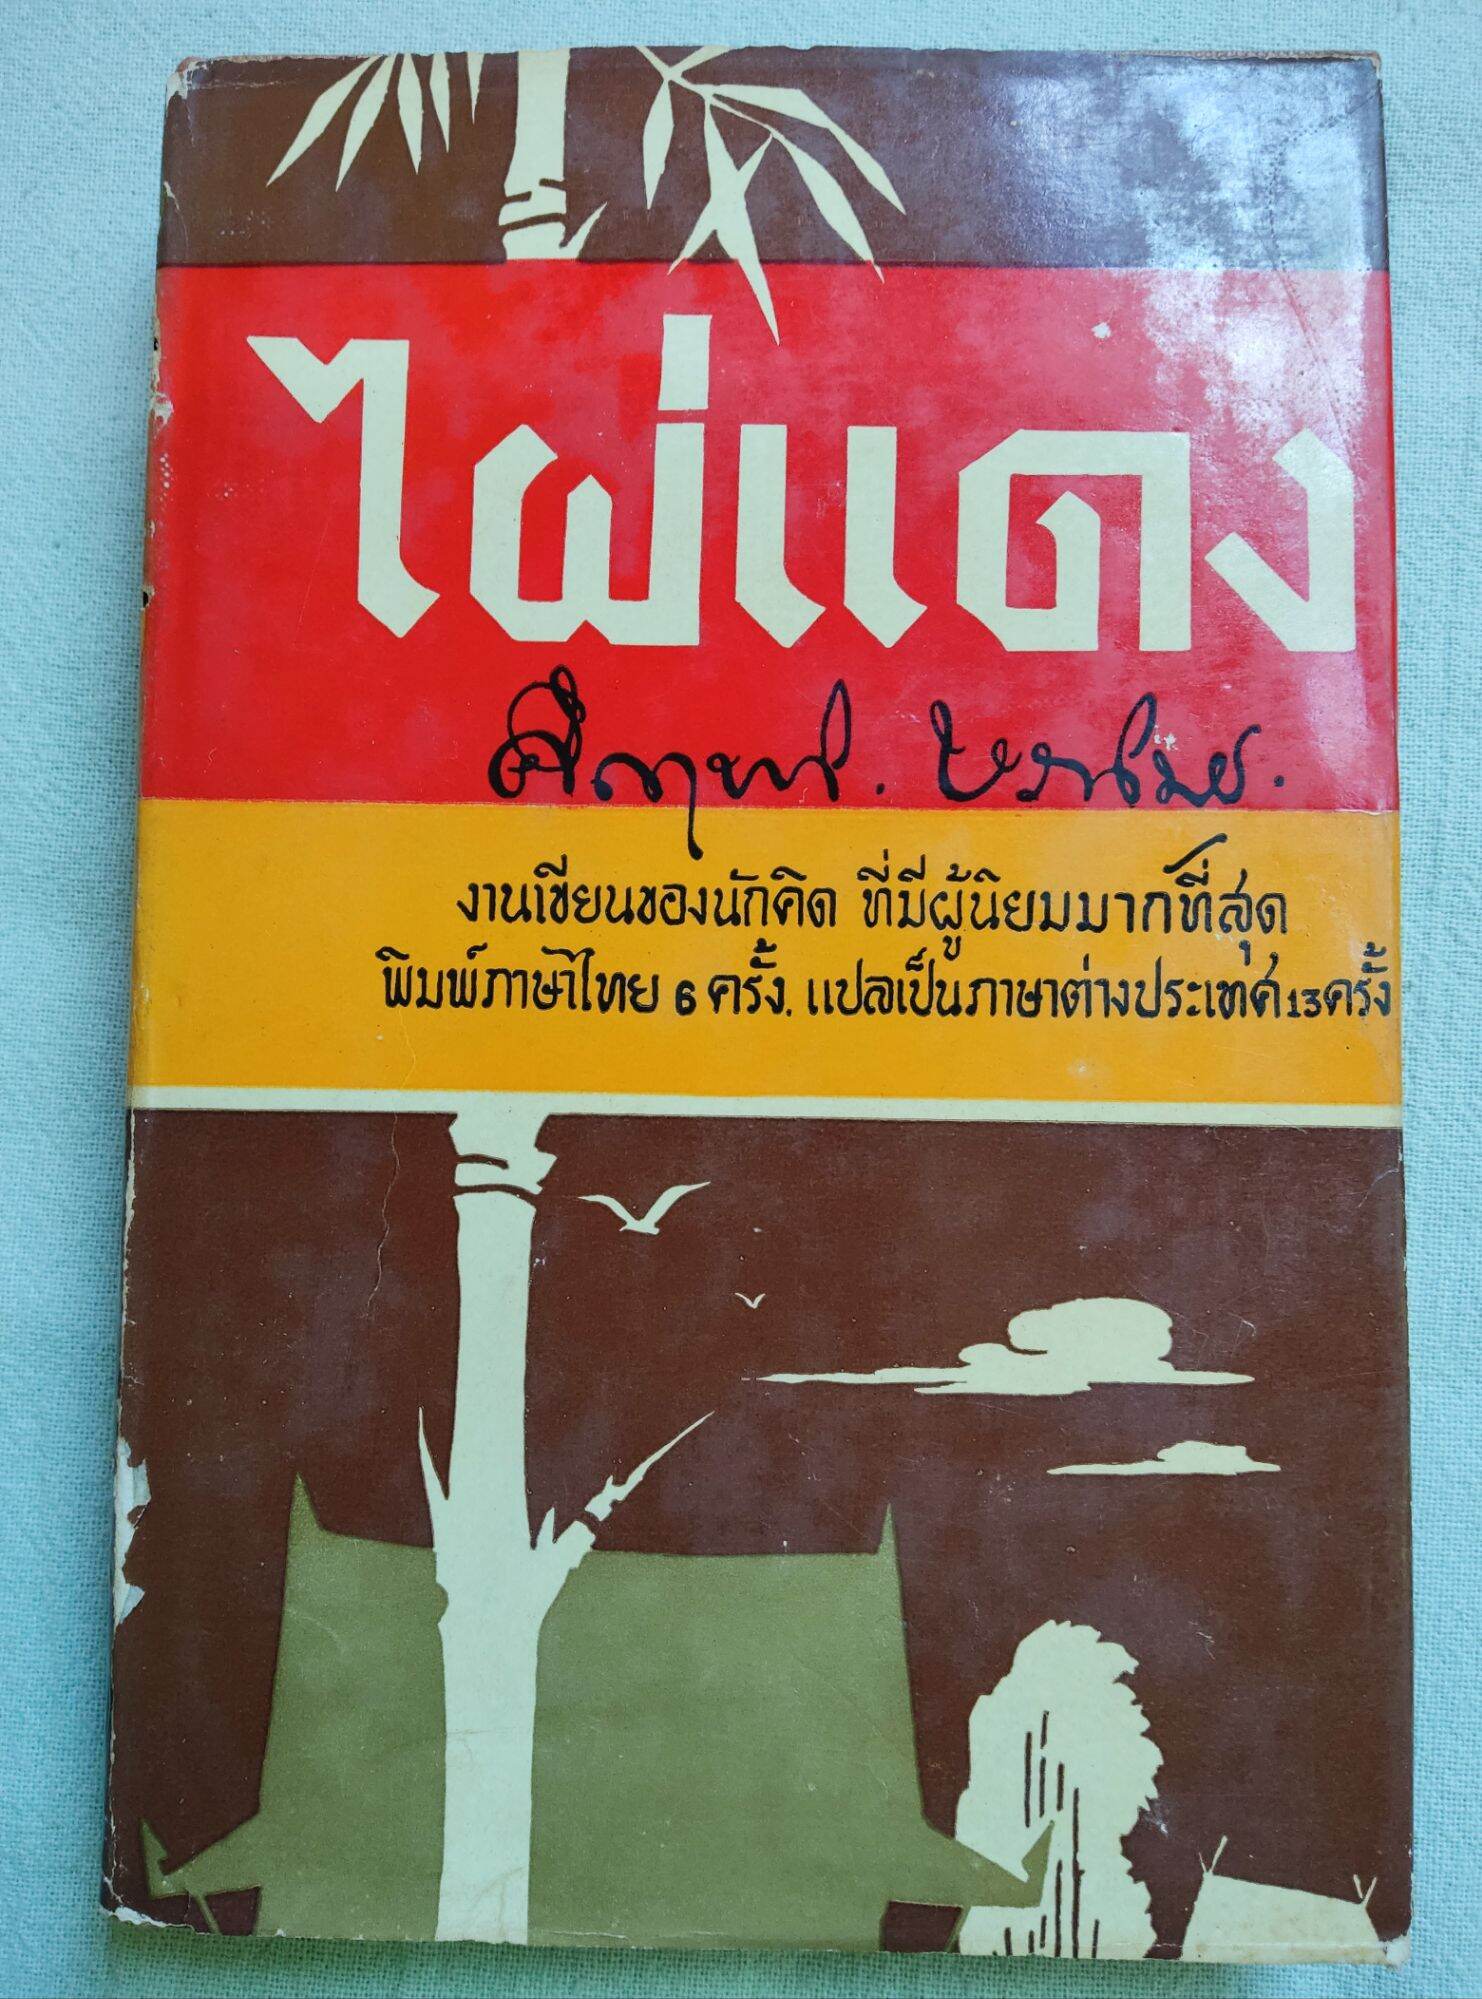 ไผ่แดง
คึกฤทธิ์. ปราโมช.
งานเขียนของนักคิด ที่มีผู้นิยมมากที่สุด
พิมพ์ภาษาไทย 6 ครั้ง. แปลเป็นภาษาต่างประเทศ 13 ครั้ง